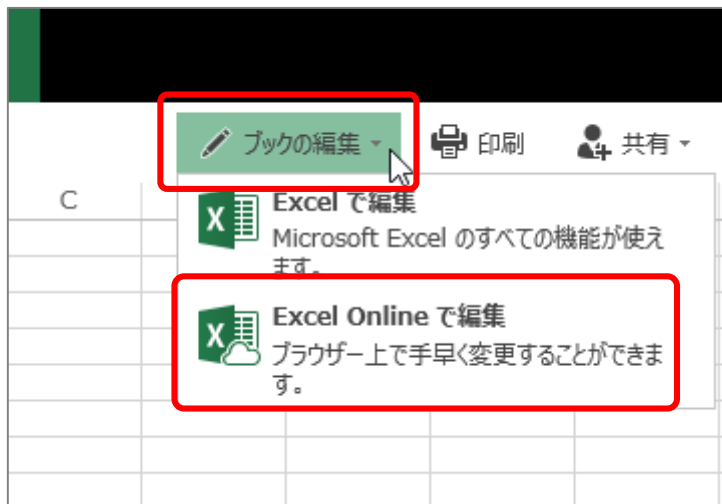 ブックの編集 印刷 共有
C
Excel で編集
Microsoft Excel のすべての機能が使え
ます。
Excel Online で編集
ブラウザー上で手早く変更することができま
す。